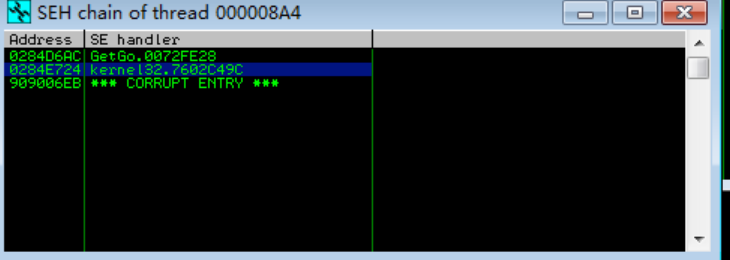 SEH chain of thread 000008A4
Address SE handler
0284D6AC GetGo.0072FE28
0284E724 kernel32.7602C49C
909006EB *** CORRUPT ENTRY ***